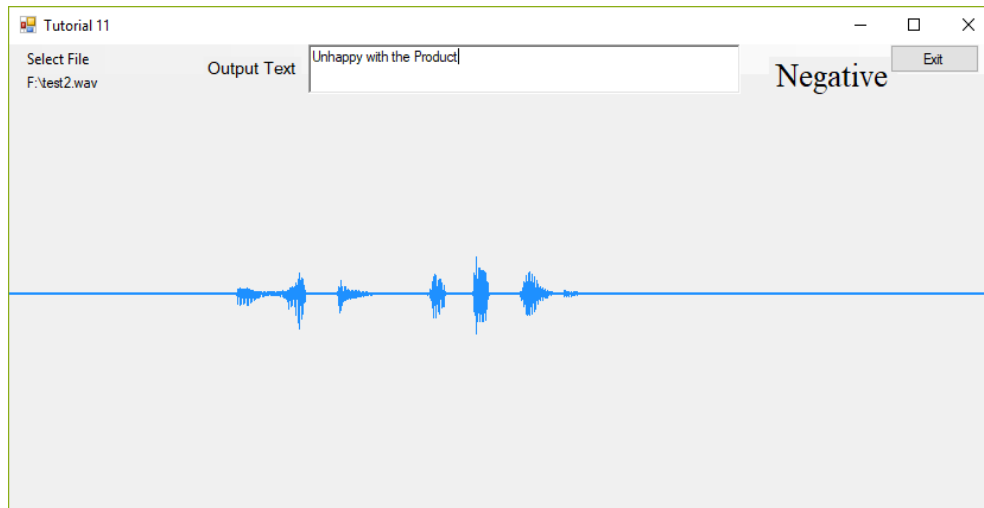 Tutorial 11
Select File
F:\test2.wav
Output Text
Unhappy with the Product
Negative
Exit